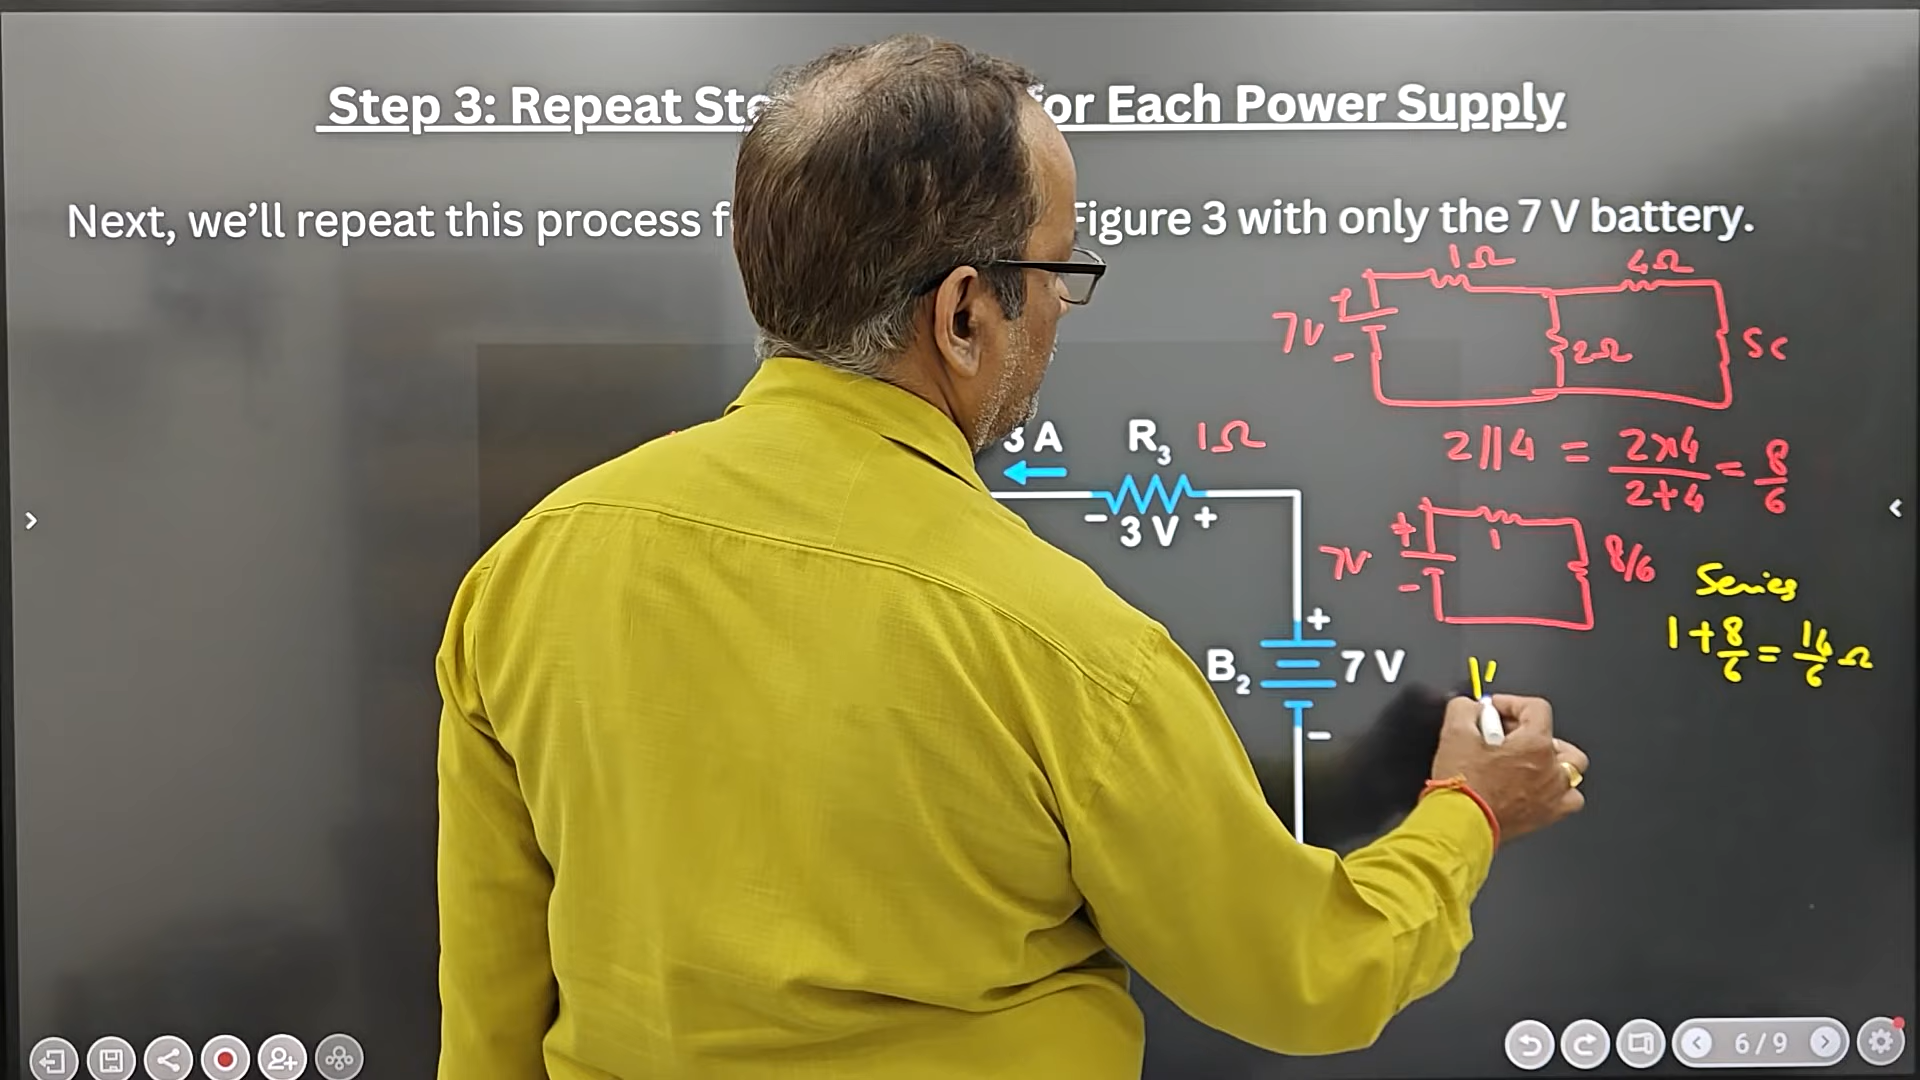 Step 3: Repeat Ste or Each Power Supply
Next, we'll repeat this process f Figure 3 with only the 7 V battery.
1Ω 4Ω
7V + - 2Ω SC
3 A R3 1Ω
- 3 V +
2||4 = 2x4/2+4 = 8/6
7V + - 1 8/6
Series
1+8/6 = 14/6 Ω
+
B2 7 V
-
6 / 9